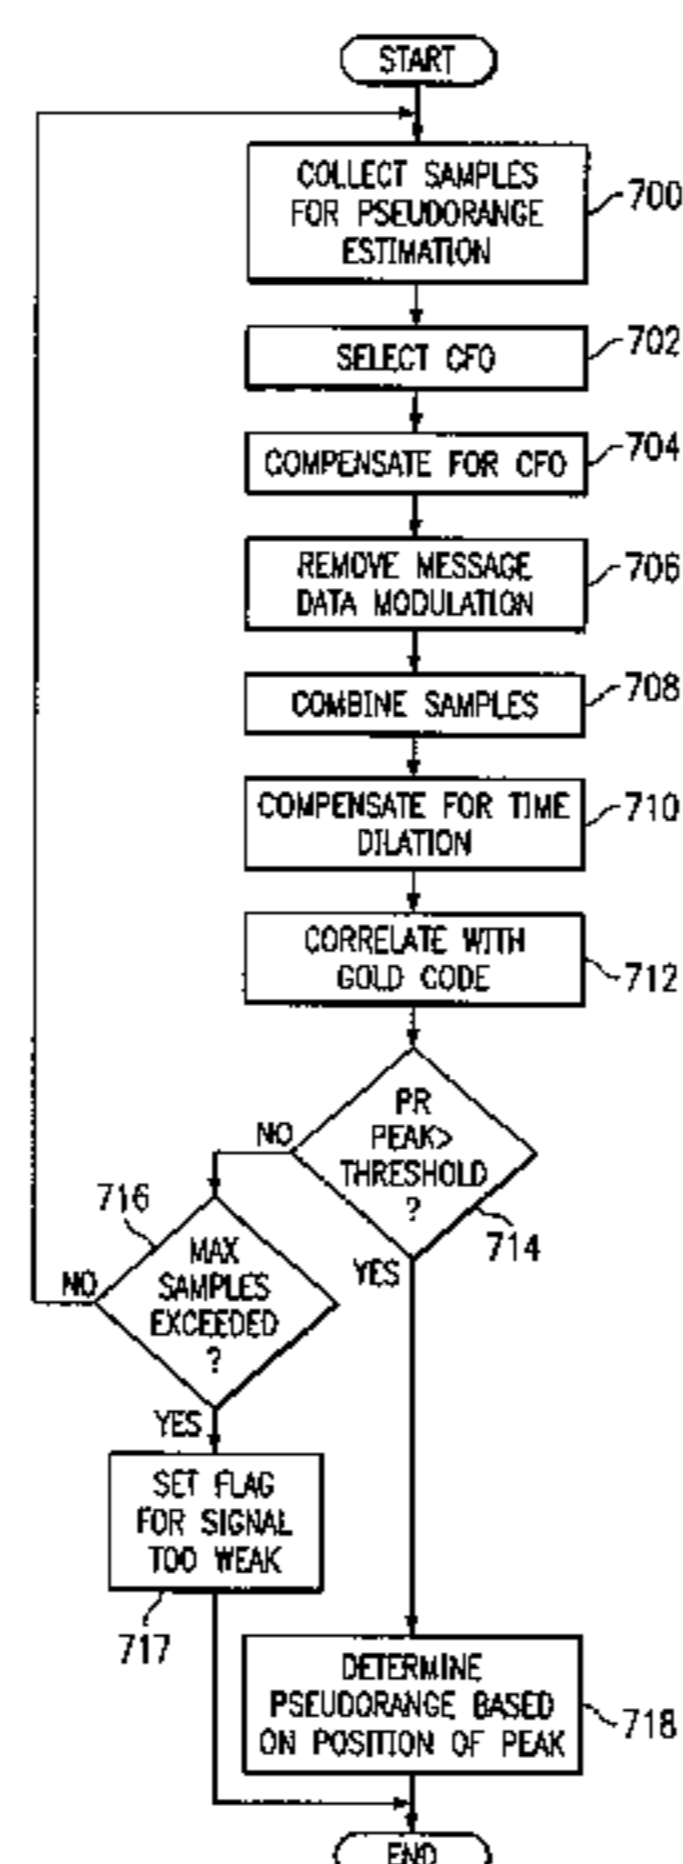 START
COLLECT SAMPLES
FOR PSEUDORANGE
ESTIMATION
700
SELECT CFO
702
COMPENSATE FOR CFO
704
REMOVE MESSAGE
DATA MODULATION
706
COMBINE SAMPLES
708
COMPENSATE FOR TIME
DILATION
710
CORRELATE WITH
GOLD CODE
712
PR
PEAK>
THRESHOLD
?
714
NO
YES
716
MAX
SAMPLES
EXCEEDED
?
NO
YES
SET FLAG
FOR SIGNAL
TOO WEAK
717
DETERMINE
PSEUDORANGE BASED
ON POSITION OF PEAK
718
END